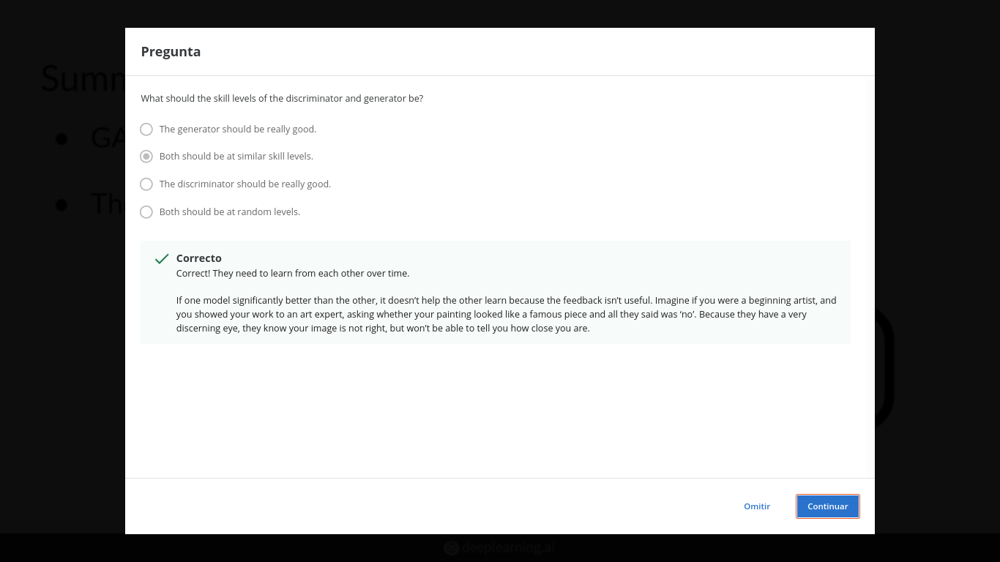 Pregunta
Summ
What should the skill levels of the discriminator and generator be?
The generator should be really good.
GA
Both should be at similar skill levels.
The discriminator should be really good.
The
Both should be at random levels.
Correcto
Correct! They need to learn from each other over time.
If one model significantly better than the other, it doesn’t help the other learn because the feedback isn’t useful. Imagine if you were a beginning artist, and
you showed your work to an art expert, asking whether your painting looked like a famous piece and all they said was ‘no’. Because they have a very
discerning eye, they know your image is not right, but won’t be able to tell you how close you are.
Omitir
Continuar
deeplearning.ai